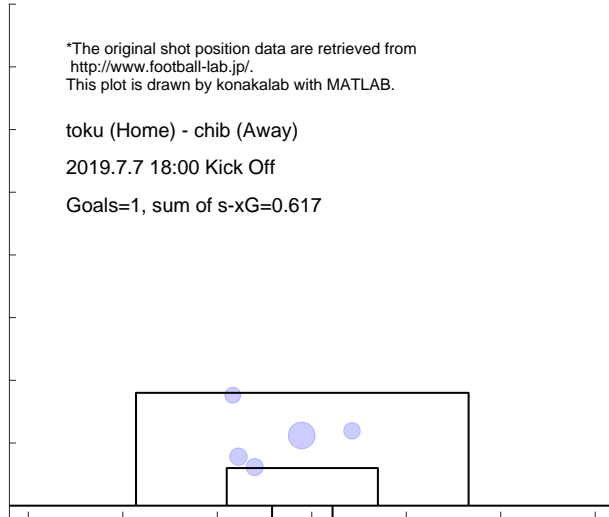 *The original shot position data are retrieved from
http://www.football-lab.jp/.
This plot is drawn by konakalab with MATLAB.
toku (Home) - chib (Away)
2019.7.7 18:00 Kick Off
Goals=1, sum of s-xG=0.617